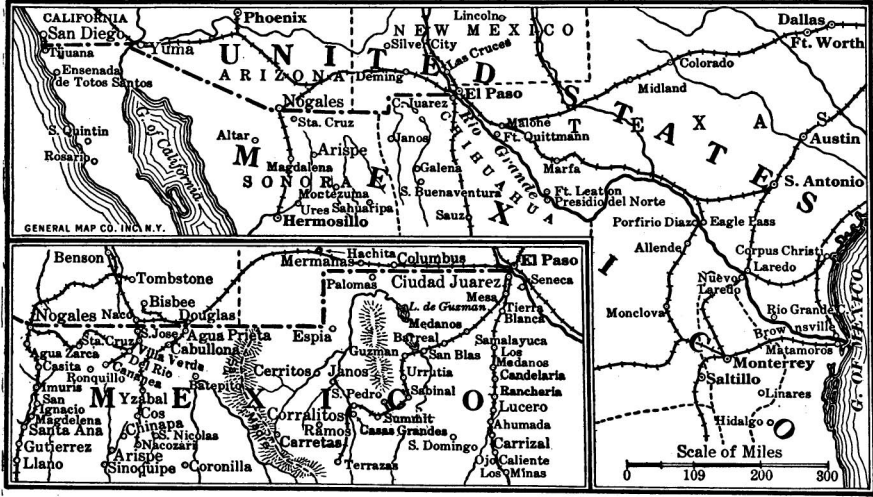 CALIFORNIA
San Diego
Tijuana
Ensenada
de Totos Santos
S. Quintin
Rosario
Yuma
Phoenix
UNITED STATES
ARIZONA
NEW MEXICO
Lincoln
Silver City
Las Cruces
Deming
El Paso
C. Juarez
Nogales
Sta. Cruz
Altar
Magdalena
Arispe
Janos
Galena
SONORA
Moctezuma
Ures
Sahuaripa
S. Buenaventura
Hermosillo
Sauz
CHIHUAHUA
Rio Grande
G. of California
MEXICO
TEXAS
Dallas
Ft. Worth
Colorado
Midland
Malone
Ft. Quittmann
Marfa
Ft. Leaton
Presidio del Norte
Austin
S. Antonio
Porfirio Diaz
Eagle Pass
Allende
Corpus Christi
Laredo
Nuevo
Laredo
Monclova
Rio Grande C.
Brownsville
Matamoros
Monterrey
Saltillo
Linares
Hidalgo
G. OF MEXICO
Scale of Miles
0 109 200 300
GENERAL MAP CO. INC. N.Y.
Benson
Tombstone
Bisbee
Nogales
Naco
Douglas
Hachita
Mermanas
Columbus
El Paso
Palomas
Ciudad Juarez
Seneca
Mesa
Tierra
Blanca
L. de Guzman
Medanos
Sta. Cruz
S. Jose
Agua Prieta
Cabullona
Espia
Barreal
Samalayuca
Agua Zarca
Villa Verde
Del Rio
Guzman
San Blas
Los
Medanos
Casita
Ronquillo
Cananea
Batepito
Cerritos
Janos
Urrutia
Candelaria
Imuris
Yzabal
S. Pedro
Sabinal
Rancheria
San
Ignacio
Cos
Corralitos
Summit
Lucero
Magdalena
Chinapa
Ramos
Casas Grandes
Ahumada
Santa Ana
S. Nicolas
Nacozari
Carretas
S. Domingo
Carrizal
Gutierrez
Arispe
Ojo Caliente
Llano
Sinoquipe
Coronilla
Terrazas
Los Minas
MEXICO